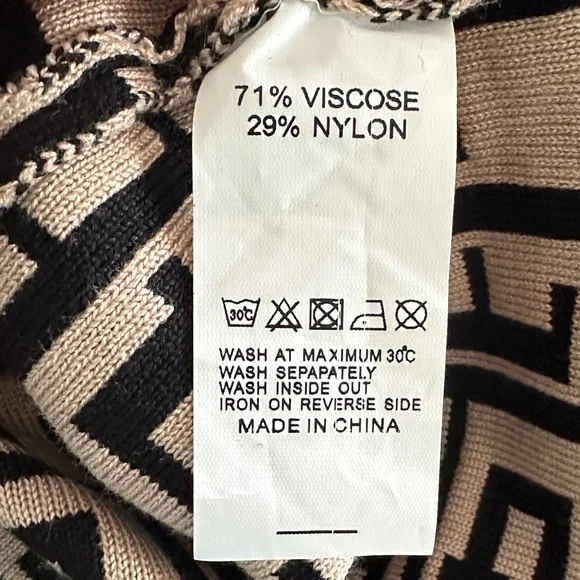 71% VISCOSE
29% NYLON
30℃
WASH AT MAXIMUM 30℃
WASH SEPAPATELY
WASH INSIDE OUT
IRON ON REVERSE SIDE
MADE IN CHINA